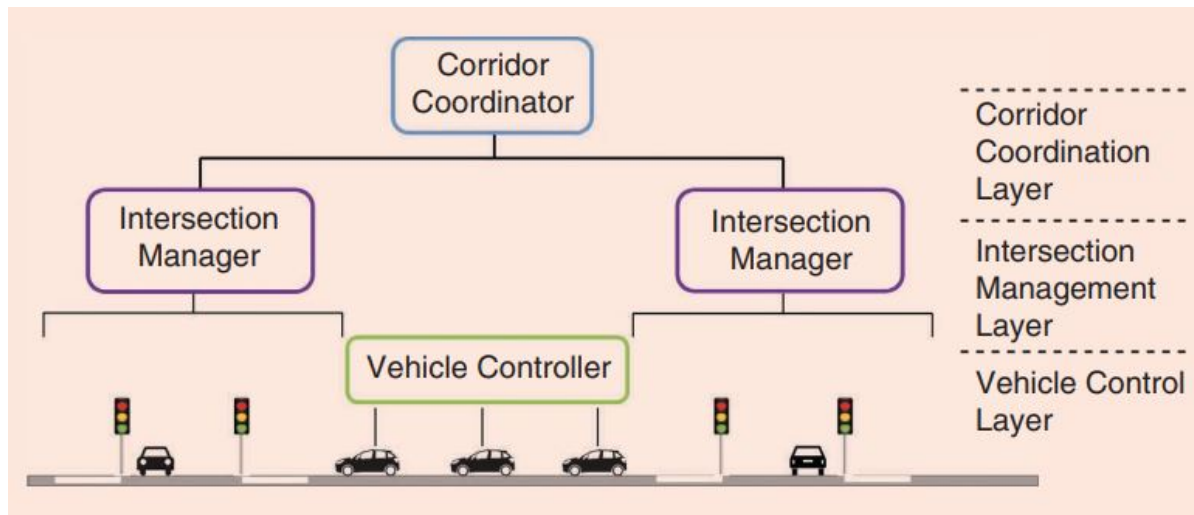 Corridor
Coordinator
Intersection
Manager
Intersection
Manager
Vehicle Controller
Corridor
Coordination
Layer
Intersection
Management
Layer
Vehicle Control
Layer